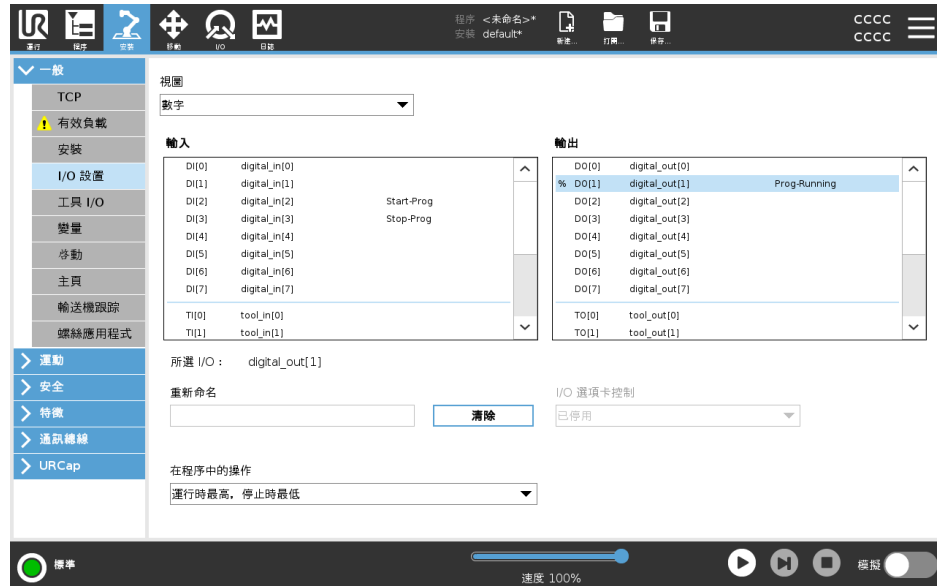 UR
運行
程序
安裝
移動
I/O
日誌
程序 <未命名>*
安裝 default*
新建...
打開...
保存...
CCCC
CCCC
一般
TCP
有效負載
安裝
I/O 設置
工具 I/O
變量
啓動
主頁
輸送機跟踪
螺絲應用程式
運動
安全
特徵
通訊總線
URCap
視圖
數字
輸入
DI[0] digital_in[0]
DI[1] digital_in[1]
DI[2] digital_in[2] Start-Prog
DI[3] digital_in[3] Stop-Prog
DI[4] digital_in[4]
DI[5] digital_in[5]
DI[6] digital_in[6]
DI[7] digital_in[7]
TI[0] tool_in[0]
TI[1] tool_in[1]
輸出
DO[0] digital_out[0]
% DO[1] digital_out[1] Prog-Running
DO[2] digital_out[2]
DO[3] digital_out[3]
DO[4] digital_out[4]
DO[5] digital_out[5]
DO[6] digital_out[6]
DO[7] digital_out[7]
TO[0] tool_out[0]
TO[1] tool_out[1]
所選 I/O： digital_out[1]
重新命名
清除
I/O 選項卡控制
已停用
在程序中的操作
運行時最高，停止時最低
標準
速度 100%
模擬